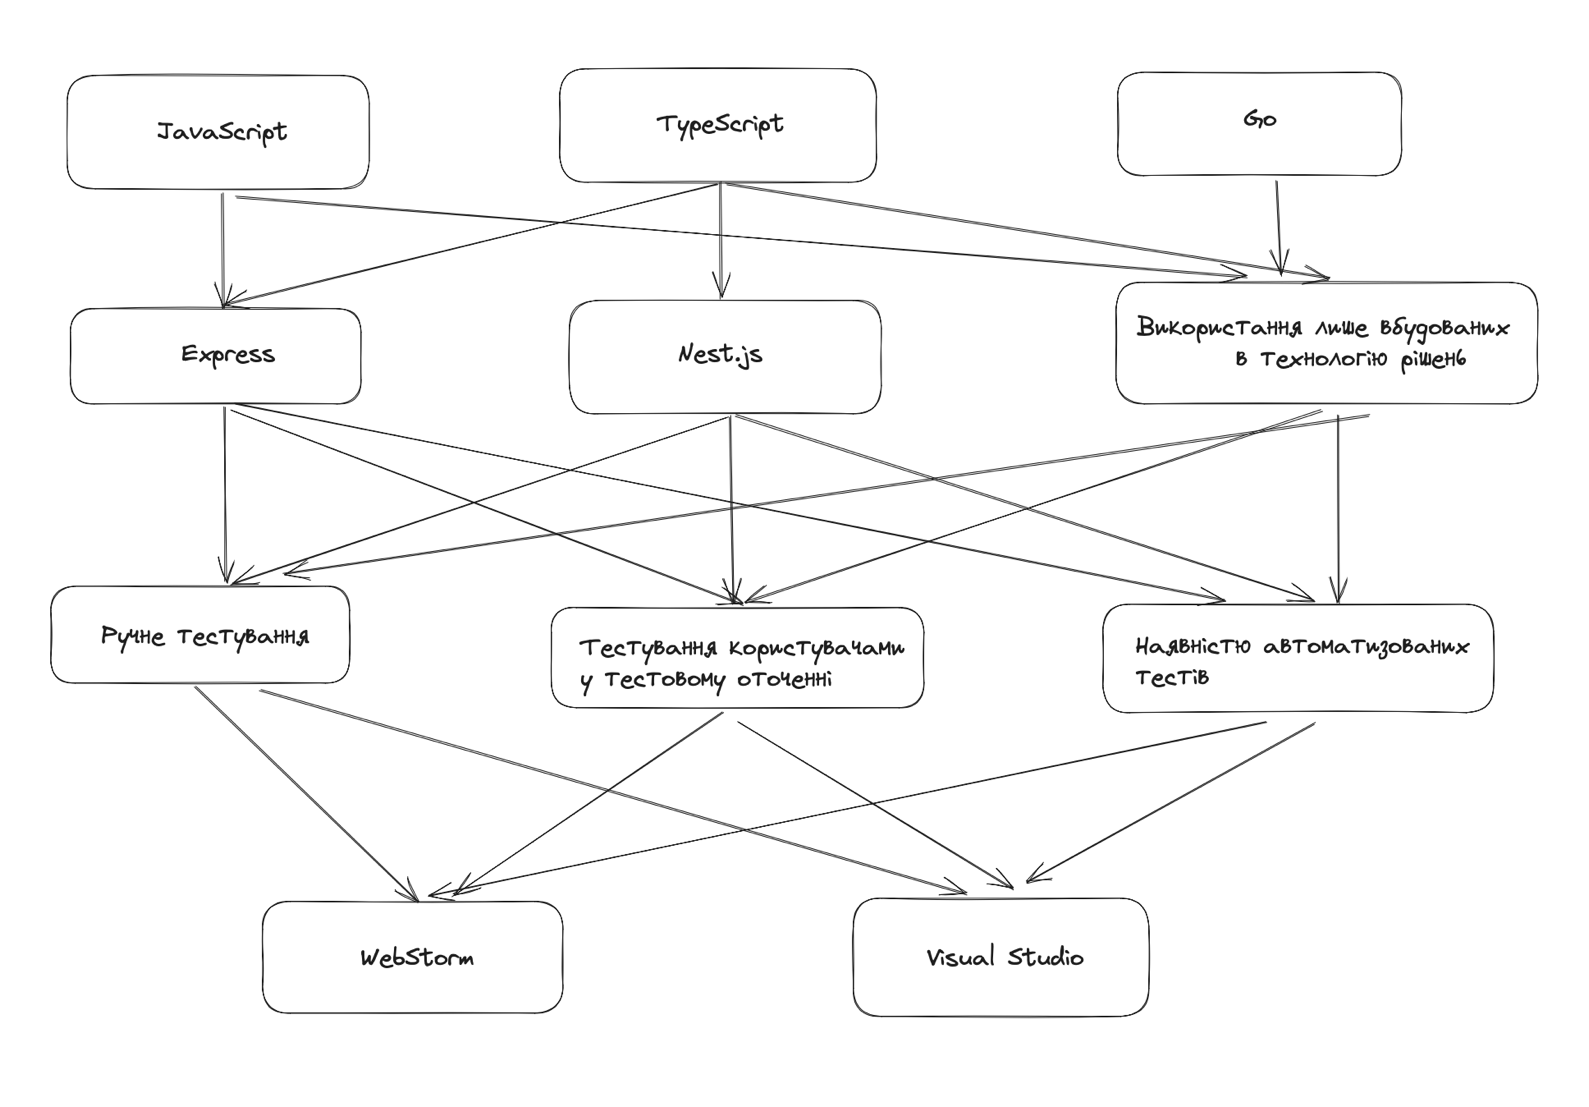 JavaScript
TypeScript
Go
Express
Nest.js
Використання лише вбудованих
в технологію рішень
Ручне тестування
Тестування користувачами
у тестовому оточенні
Наявністю автоматизованих
тестів
WebStorm
Visual Studio